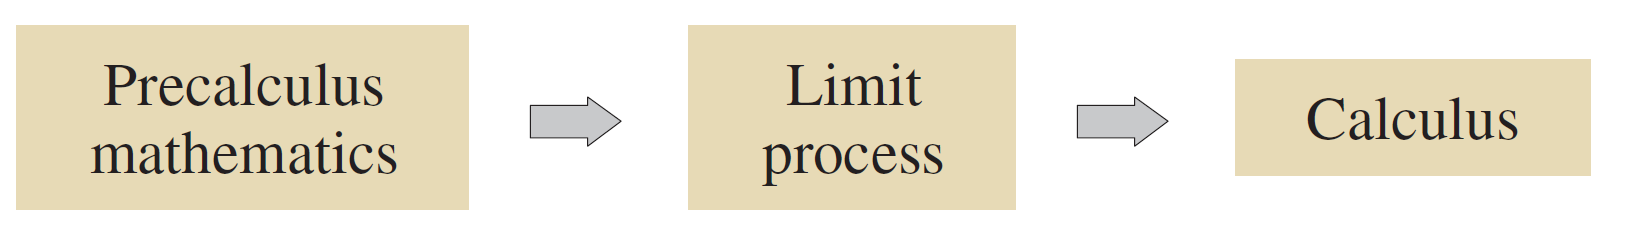 Precalculus
mathematics
Limit
process
Calculus